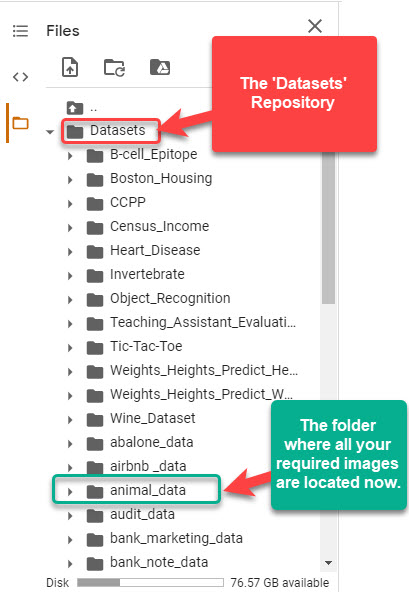 Files
The 'Datasets'
Repository
..
Datasets
B-cell_Epitope
Boston_Housing
CCPP
Census_Income
Heart_Disease
Invertebrate
Object_Recognition
Teaching_Assistant_Evaluati...
Tic-Tac-Toe
Weights_Heights_Predict_He...
Weights_Heights_Predict_W...
Wine_Dataset
abalone_data
airbnb _data
animal_data
audit_data
bank_marketing_data
bank_note_data
The folder
where all your
required images
are located now.
Disk 76.57 GB available